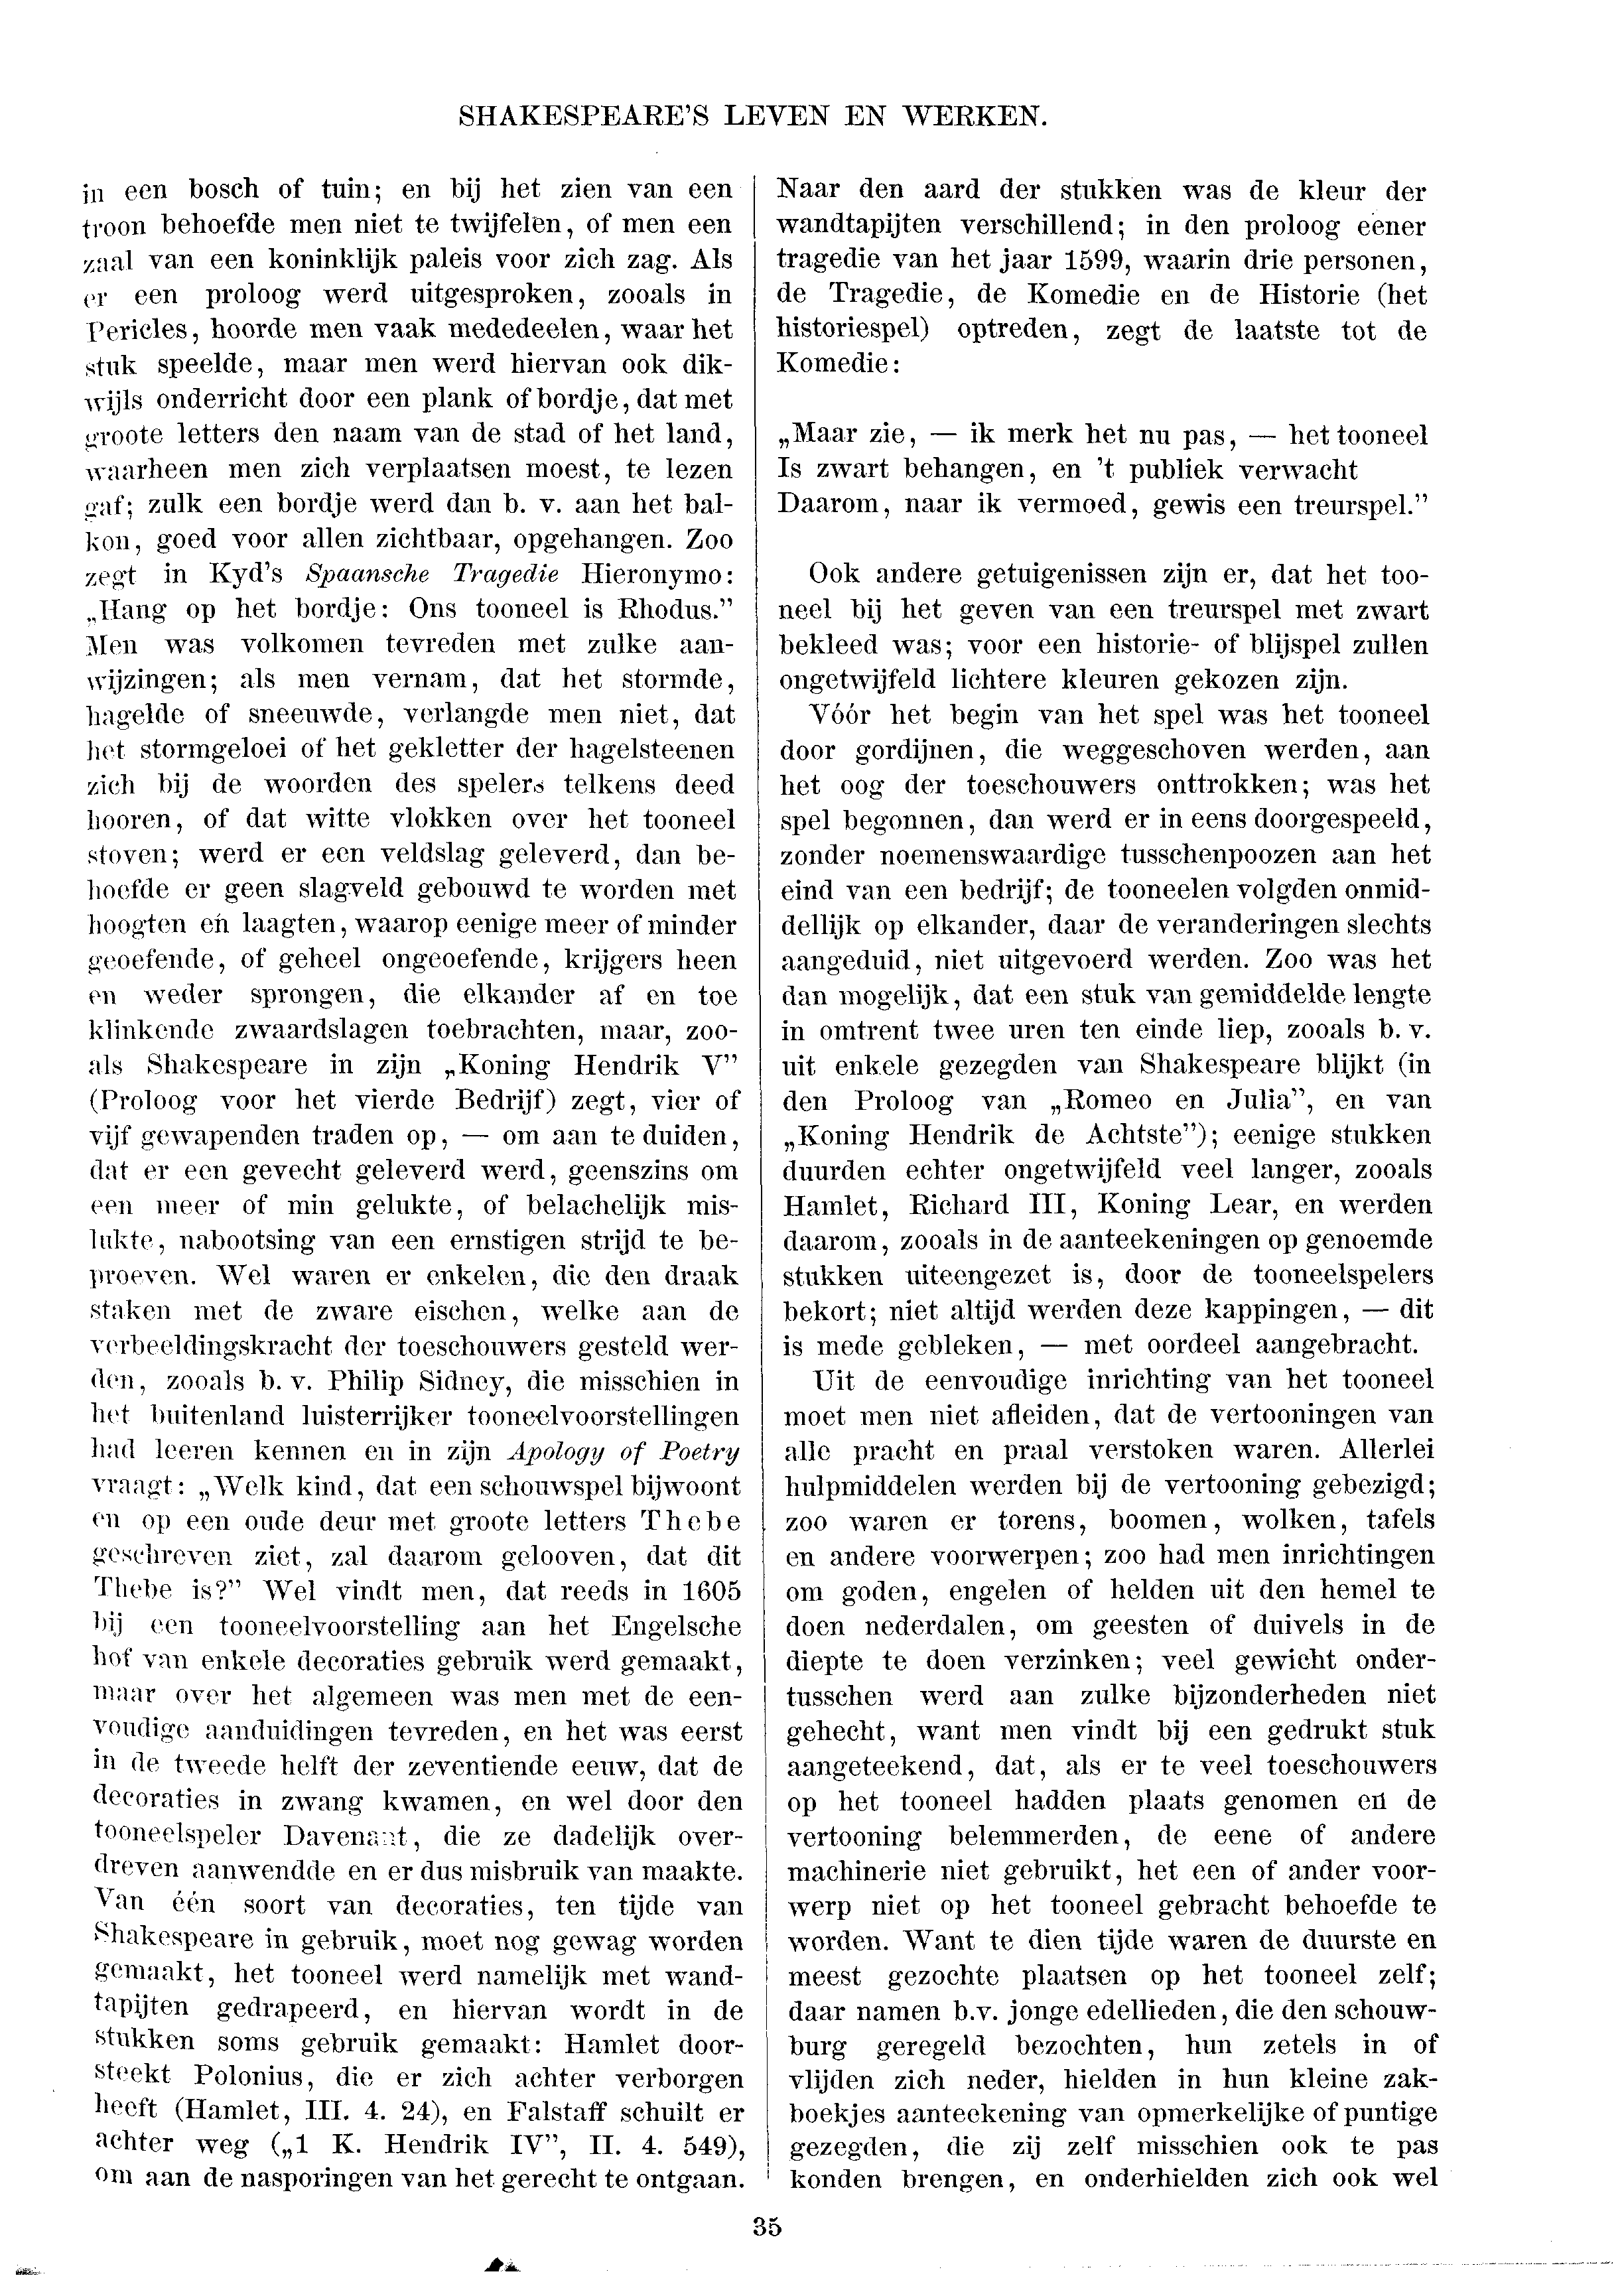 SHAKESPEARE'S LEVEN EN WERKEN.
in een bosch of tuin; en bij het zien van een
troon behoefde men niet te twijfelen, of men een
zaal van een koninklijk paleis voor zich zag. Als
er een proloog werd uitgesproken, zooals in
Pericles, hoorde men vaak mededeelen, waar het
stuk speelde, maar men werd hiervan ook dik-
wijls onderricht door een plank of bordje, dat met
groote letters den naam van de stad of het land,
waarheen men zich verplaatsen moest, te lezen
gaf; zulk een bordje werd dan b. v. aan het bal-
kon, goed voor allen zichtbaar, opgehangen. Zoo
zegt in Kyd's Spaansche Tragedie Hieronymo:
„Hang op het bordje: Ons tooneel is Rhodus.”
Men was volkomen tevreden met zulke aan-
wijzingen; als men vernam, dat het stormde,
hagelde of sneeuwde, verlangde men niet, dat
het stormgeloei of het gekletter der hagelsteenen
zich bij de woorden des spelers telkens deed
hooren, of dat witte vlokken over het tooneel
stoven; werd er een veldslag geleverd, dan be-
hoefde er geen slagveld gebouwd te worden met
hoogten en laagten, waarop eenige meer of minder
geoefende, of geheel ongeoefende, krijgers heen
en weder sprongen, die elkander af en toe
klinkende zwaardslagen toebrachten, maar, zoo-
als Shakespeare in zijn „Koning Hendrik V”
(Proloog voor het vierde Bedrijf) zegt, vier of
vijf gewapenden traden op, — om aan te duiden,
dat er een gevecht geleverd werd, geenszins om
een meer of min gelukte, of belachelijk mis-
lukte, nabootsing van een ernstigen strijd te be-
proeven. Wel waren er enkelen, die den draak
staken met de zware eischen, welke aan de
verbeeldingskracht der toeschouwers gesteld wer-
den, zooals b. v. Philip Sidney, die misschien in
het buitenland luisterrijker tooneelvoorstellingen
had leeren kennen en in zijn Apology of Poetry
vraagt: „Welk kind, dat een schouwspel bijwoont
en op een oude deur met groote letters Thebe
geschreven ziet, zal daarom gelooven, dat dit
Thebe is?” Wel vindt men, dat reeds in 1605
bij een tooneelvoorstelling aan het Engelsche
hof van enkele decoraties gebruik werd gemaakt,
maar over het algemeen was men met de een-
voudige aanduidingen tevreden, en het was eerst
in de tweede helft der zeventiende eeuw, dat de
decoraties in zwang kwamen, en wel door den
tooneelspeler Davenant, die ze dadelijk over-
dreven aanwendde en er dus misbruik van maakte.
Van één soort van decoraties, ten tijde van
Shakespeare in gebruik, moet nog gewag worden
gemaakt, het tooneel werd namelijk met wand-
tapijten gedrapeerd, en hiervan wordt in de
stukken soms gebruik gemaakt: Hamlet door-
steekt Polonius, die er zich achter verborgen
heeft (Hamlet, III. 4. 24), en Falstaff schuilt er
achter weg („1 K. Hendrik IV”, II. 4. 549),
om aan de nasporingen van het gerecht te ontgaan.
Naar den aard der stukken was de kleur der
wandtapijten verschillend; in den proloog eener
tragedie van het jaar 1599, waarin drie personen,
de Tragedie, de Komedie en de Historie (het
historiespel) optreden, zegt de laatste tot de
Komedie:
„Maar zie, — ik merk het nu pas, — het tooneel
Is zwart behangen, en 't publiek verwacht
Daarom, naar ik vermoed, gewis een treurspel.”
Ook andere getuigenissen zijn er, dat het too-
neel bij het geven van een treurspel met zwart
bekleed was; voor een historie- of blijspel zullen
ongetwijfeld lichtere kleuren gekozen zijn.
Vóór het begin van het spel was het tooneel
door gordijnen, die weggeschoven werden, aan
het oog der toeschouwers onttrokken; was het
spel begonnen, dan werd er in eens doorgespeeld,
zonder noemenswaardige tusschenpoozen aan het
eind van een bedrijf; de tooneelen volgden onmid-
dellijk op elkander, daar de veranderingen slechts
aangeduid, niet uitgevoerd werden. Zoo was het
dan mogelijk, dat een stuk van gemiddelde lengte
in omtrent twee uren ten einde liep, zooals b. v.
uit enkele gezegden van Shakespeare blijkt (in
den Proloog van „Romeo en Julia”, en van
„Koning Hendrik de Achtste”); eenige stukken
duurden echter ongetwijfeld veel langer, zooals
Hamlet, Richard III, Koning Lear, en werden
daarom, zooals in de aanteekeningen op genoemde
stukken uiteengezet is, door de tooneelspelers
bekort; niet altijd werden deze kappingen, — dit
is mede gebleken, — met oordeel aangebracht.
Uit de eenvoudige inrichting van het tooneel
moet men niet afleiden, dat de vertooningen van
alle pracht en praal verstoken waren. Allerlei
hulpmiddelen werden bij de vertooning gebezigd;
zoo waren er torens, boomen, wolken, tafels
en andere voorwerpen; zoo had men inrichtingen
om goden, engelen of helden uit den hemel te
doen nederdalen, om geesten of duivels in de
diepte te doen verzinken; veel gewicht onder-
tusschen werd aan zulke bijzonderheden niet
gehecht, want men vindt bij een gedrukt stuk
aangeteekend, dat, als er te veel toeschouwers
op het tooneel hadden plaats genomen en de
vertooning belemmerden, de eene of andere
machinerie niet gebruikt, het een of ander voor-
werp niet op het tooneel gebracht behoefde te
worden. Want te dien tijde waren de duurste en
meest gezochte plaatsen op het tooneel zelf;
daar namen b.v. jonge edellieden, die den schouw-
burg geregeld bezochten, hun zetels in of
vlijden zich neder, hielden in hun kleine zak-
boekjes aanteekening van opmerkelijke of puntige
gezegden, die zij zelf misschien ook te pas
konden brengen, en onderhielden zich ook wel
35